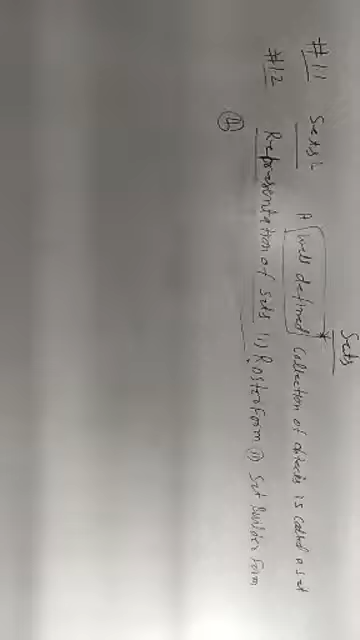 Sets
#1.1 Sets :- A well defined collection of objects is called a set
#1.2 Representation of sets (i) Roster Form (ii) Set builder Form